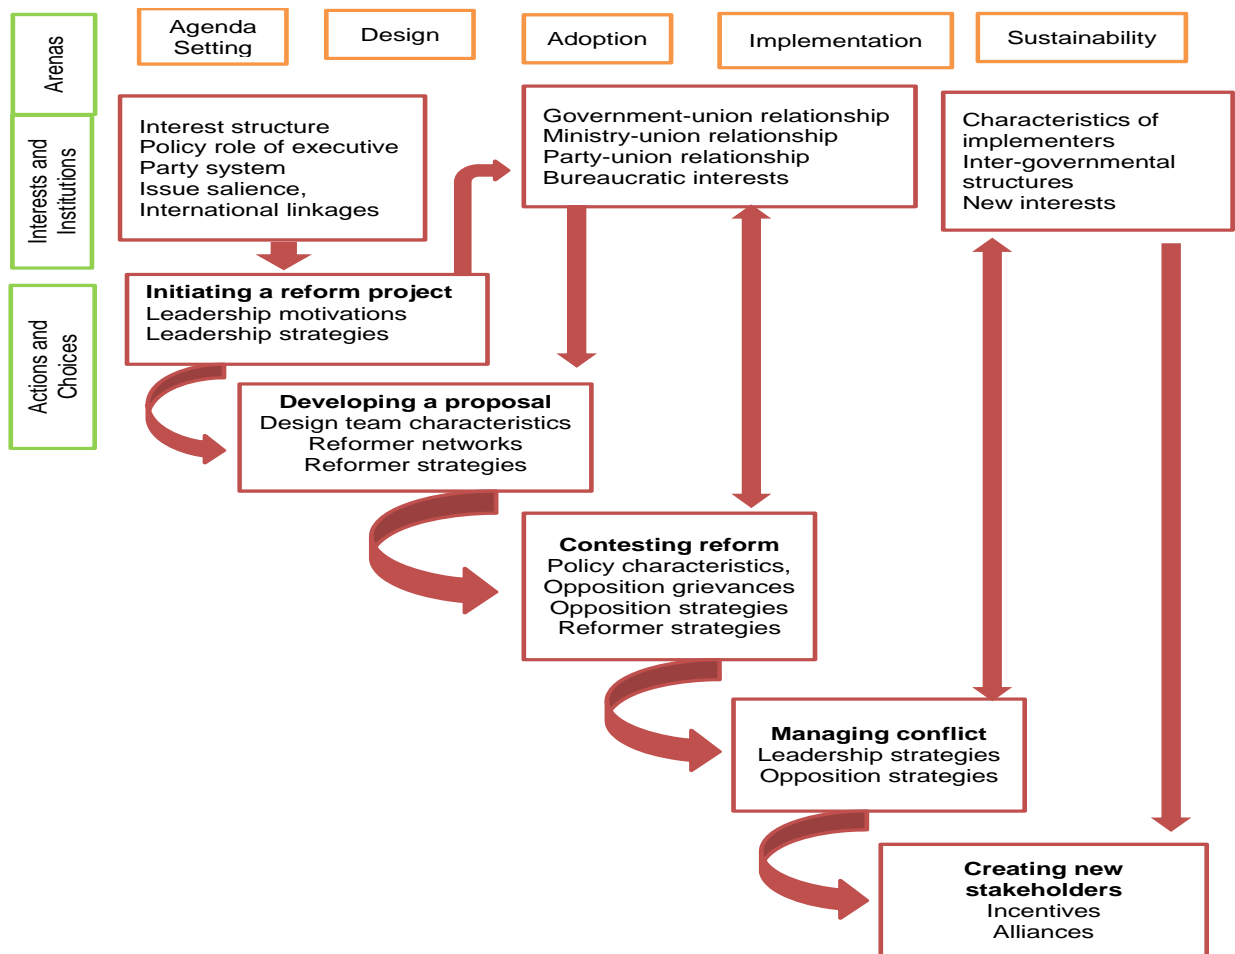 Arenas
Agenda
Setting
Design
Adoption
Implementation
Sustainability
Interests and
Institutions
Interest structure
Policy role of executive
Party system
Issue salience,
International linkages
Government-union relationship
Ministry-union relationship
Party-union relationship
Bureaucratic interests
Characteristics of
implementers
Inter-governmental
structures
New interests
Actions and
Choices
Initiating a reform project
Leadership motivations
Leadership strategies
Developing a proposal
Design team characteristics
Reformer networks
Reformer strategies
Contesting reform
Policy characteristics,
Opposition grievances
Opposition strategies
Reformer strategies
Managing conflict
Leadership strategies
Opposition strategies
Creating new
stakeholders
Incentives
Alliances